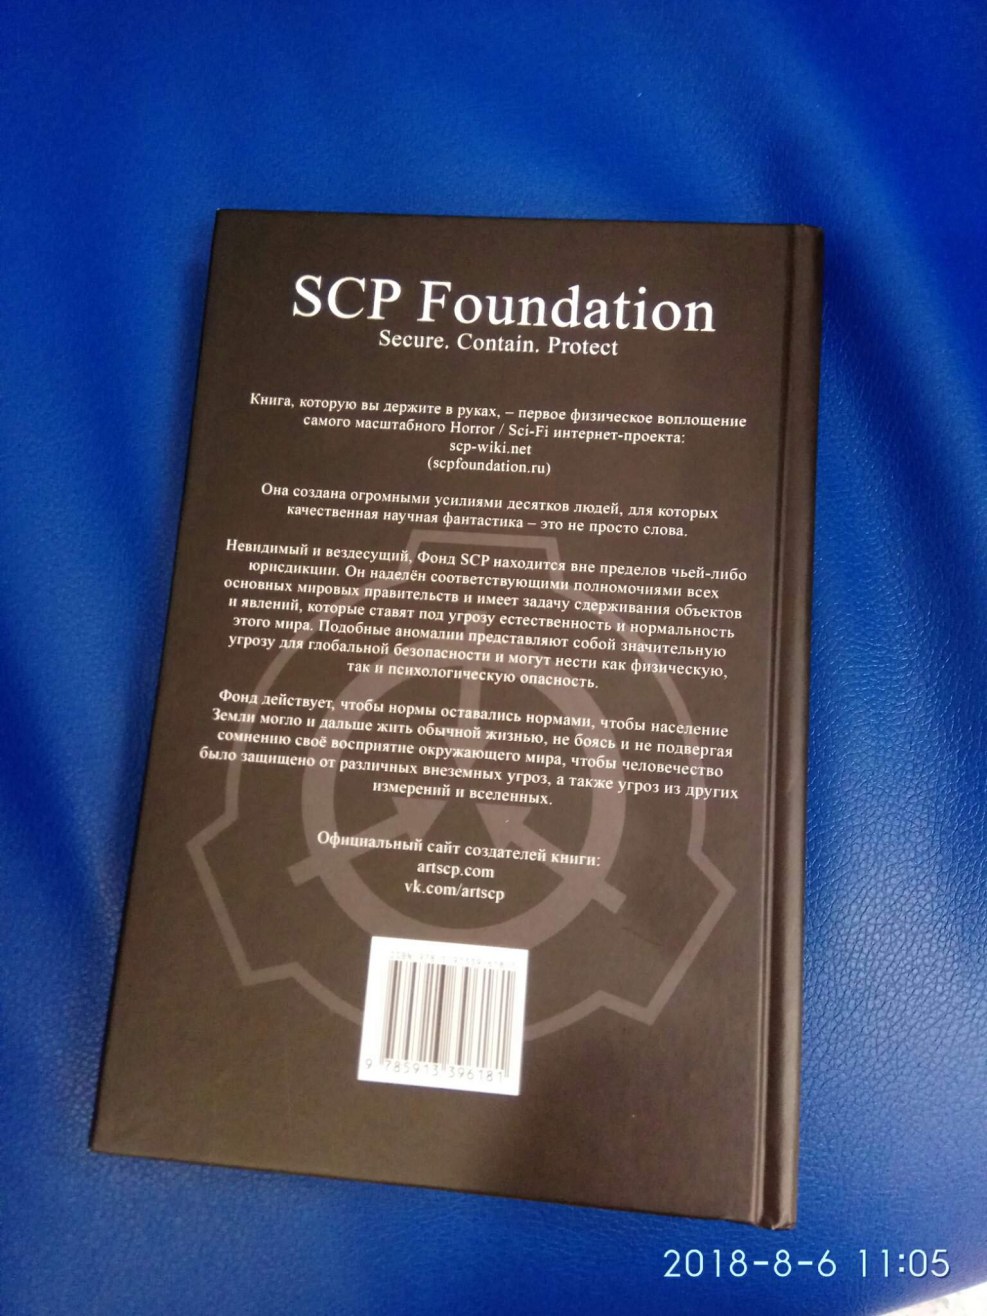 SCP Foundation
Secure. Contain. Protect
Книга, которую вы держите в руках, – первое физическое воплощение
самого масштабного Horror / Sci-Fi интернет-проекта:
scp-wiki.net
(scpfoundation.ru)
Она создана огромными усилиями десятков людей, для которых
качественная научная фантастика – это не просто слова.
Невидимый и вездесущий, Фонд SCP находится вне пределов чьей-либо
юрисдикции. Он наделён соответствующими полномочиями всех
основных мировых правительств и имеет задачу сдерживания объектов
и явлений, которые ставят под угрозу естественность и нормальность
этого мира. Подобные аномалии представляют собой значительную
угрозу для глобальной безопасности и могут нести как физическую,
так и психологическую опасность.
Фонд действует, чтобы нормы оставались нормами, чтобы население
Земли могло и дальше жить обычной жизнью, не боясь и не подвергая
сомнению своё восприятие окружающего мира, чтобы человечество
было защищено от различных внеземных угроз, а также угроз из других
измерений и вселенных.
Официальный сайт создателей книги:
artscp.com
vk.com/artscp
9 785913 396181
2018-8-6 11:05